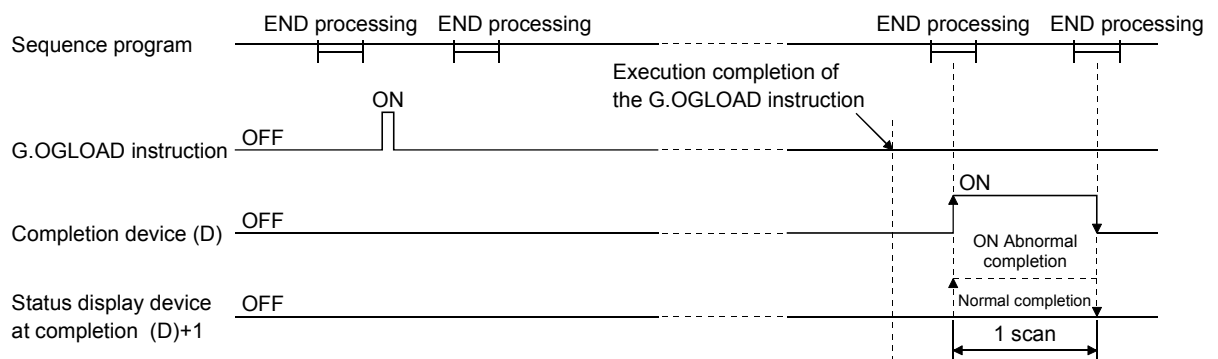 END processing END processing END processing END processing
Sequence program
Execution completion of
the G.OGLOAD instruction
ON
OFF
G.OGLOAD instruction
ON
OFF
Completion device (D)
ON Abnormal
completion
Status display device
at completion (D)+1
OFF
Normal completion
1 scan